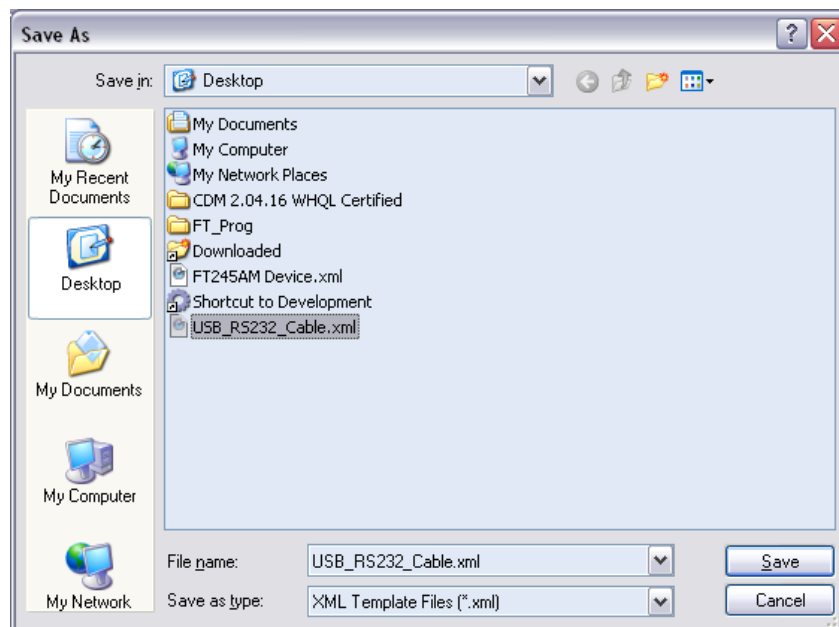 Save As
Save in:
Desktop
My Recent
Documents
Desktop
My Documents
My Computer
My Network
My Documents
My Computer
My Network Places
CDM 2.04.16 WHQL Certified
FT_Prog
Downloaded
FT245AM Device.xml
Shortcut to Development
USB_RS232_Cable.xml
File name:
USB_RS232_Cable.xml
Save
Save as type:
XML Template Files (*.xml)
Cancel